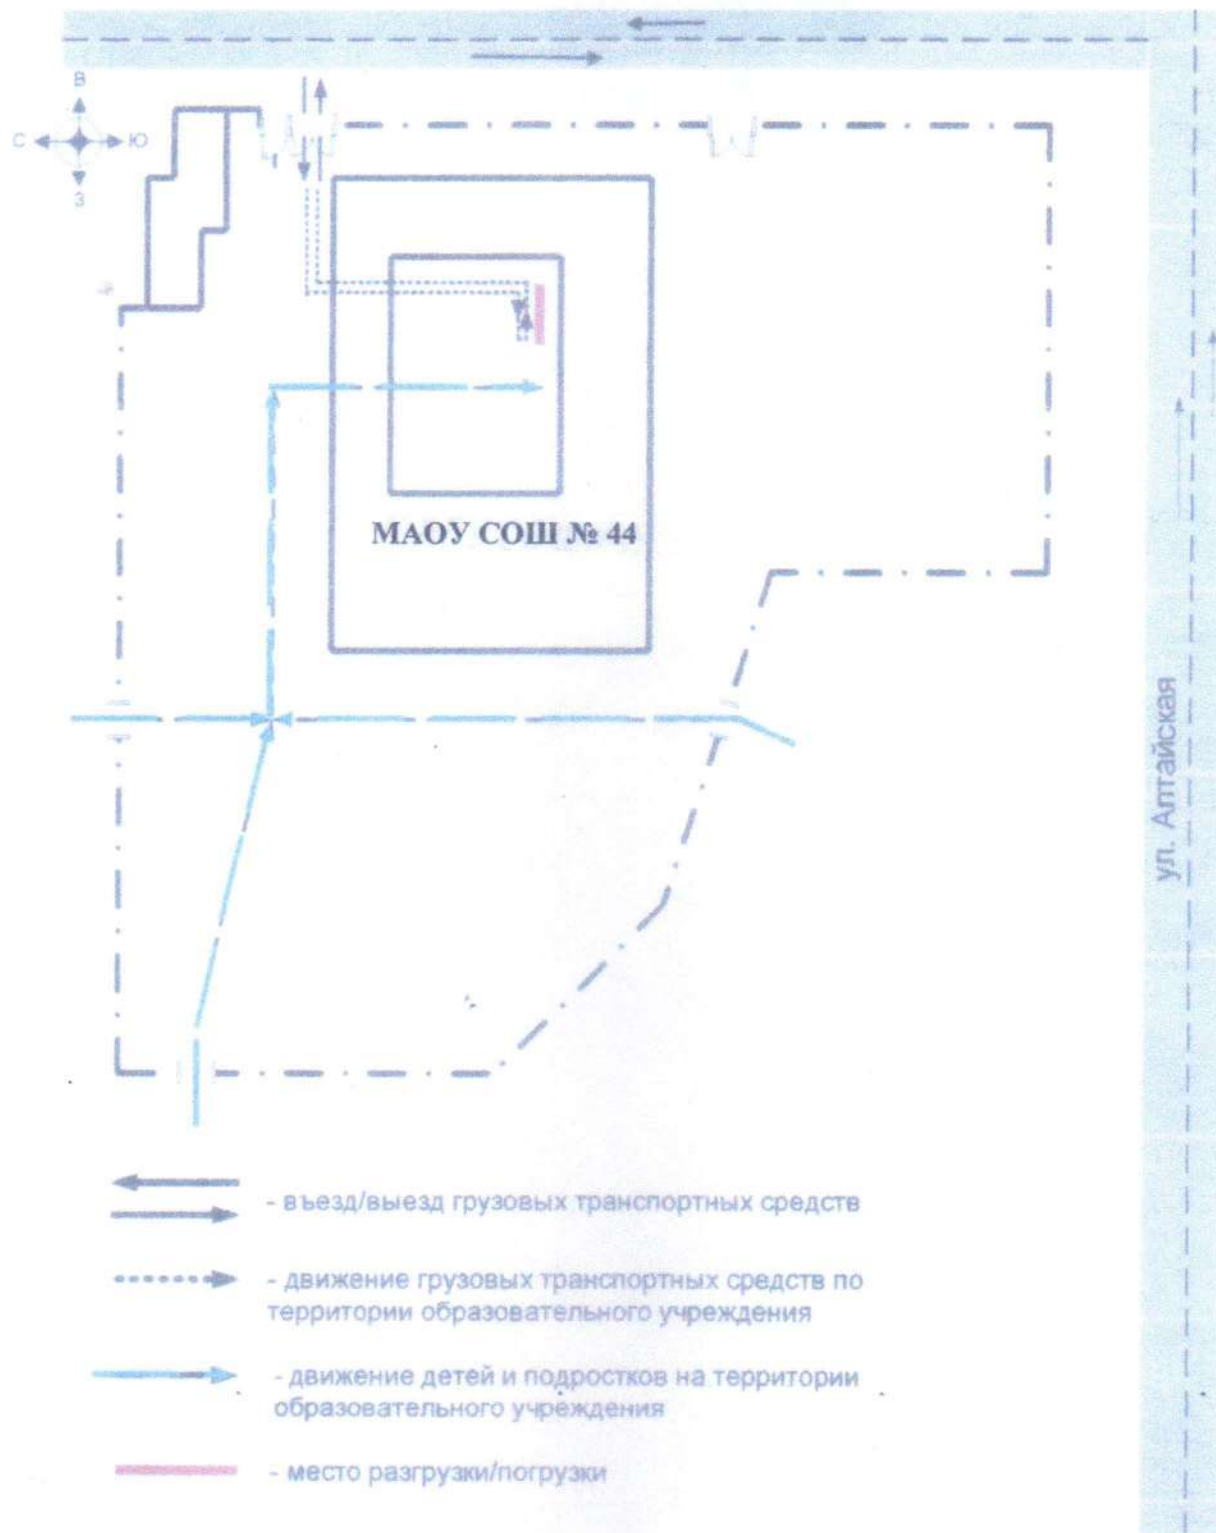 В
С Ю
З
МАОУ СОШ № 44
ул. Алтайская
- въезд/выезд грузовых транспортных средств
- движение грузовых транспортных средств по
территории образовательного учреждения
- движение детей и подростков на территории
образовательного учреждения
- место разгрузки/погрузки